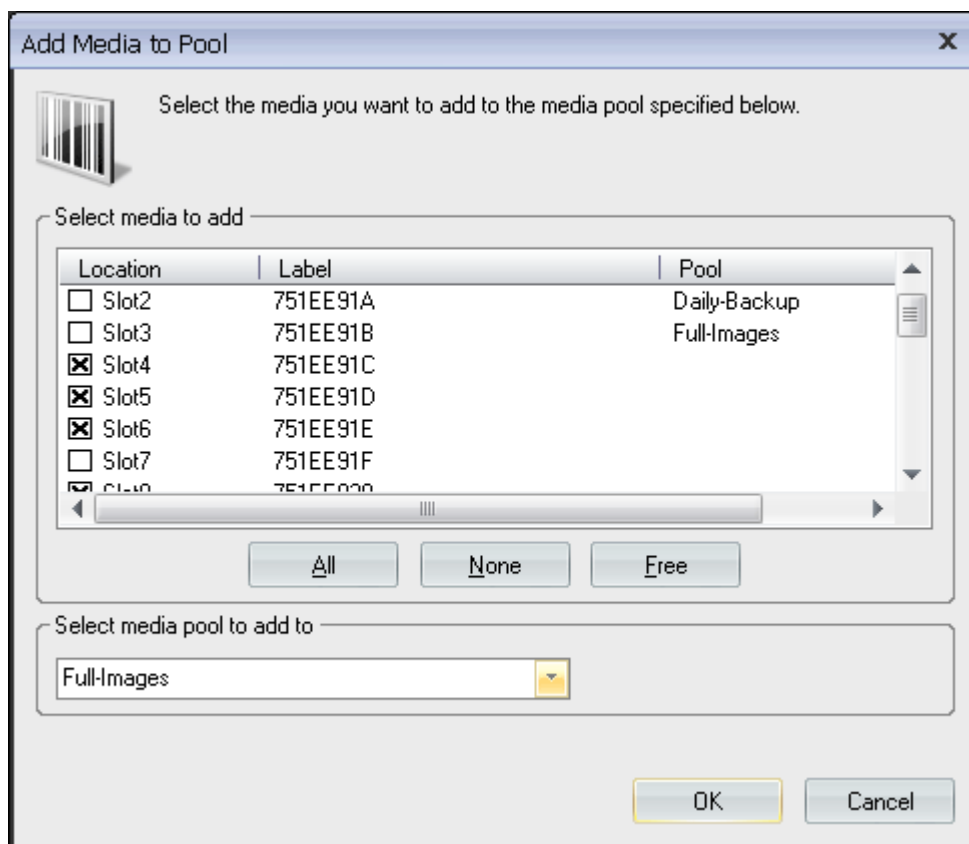 Add Media to Pool
Select the media you want to add to the media pool specified below.
Select media to add
Location Label Pool
Slot2 751EE91A Daily-Backup
Slot3 751EE91B Full-Images
Slot4 751EE91C
Slot5 751EE91D
Slot6 751EE91E
Slot7 751EE91F
All None Free
Select media pool to add to
Full-Images
OK Cancel